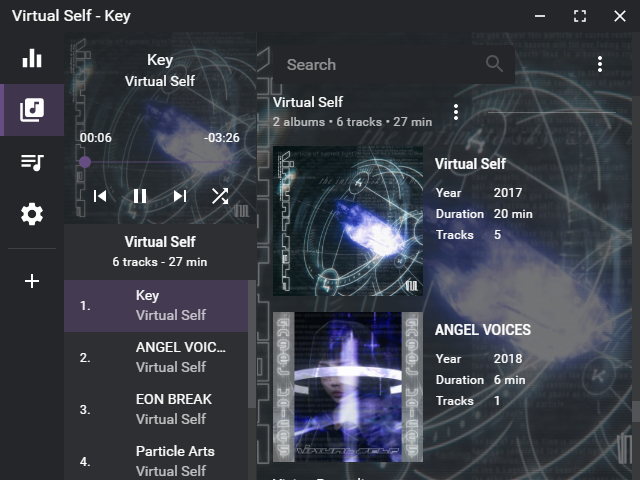 Virtual Self - Key
Key
Virtual Self
00:06
-03:26
Virtual Self
6 tracks - 27 min
1.
Key
Virtual Self
2.
ANGEL VOIC...
Virtual Self
3.
EON BREAK
Virtual Self
4.
Particle Arts
Virtual Self
Search
Virtual Self
2 albums • 6 tracks • 27 min
Virtual Self
Year 2017
Duration 20 min
Tracks 5
ANGEL VOICES
Year 2018
Duration 6 min
Tracks 1
VIRTUAL SELF